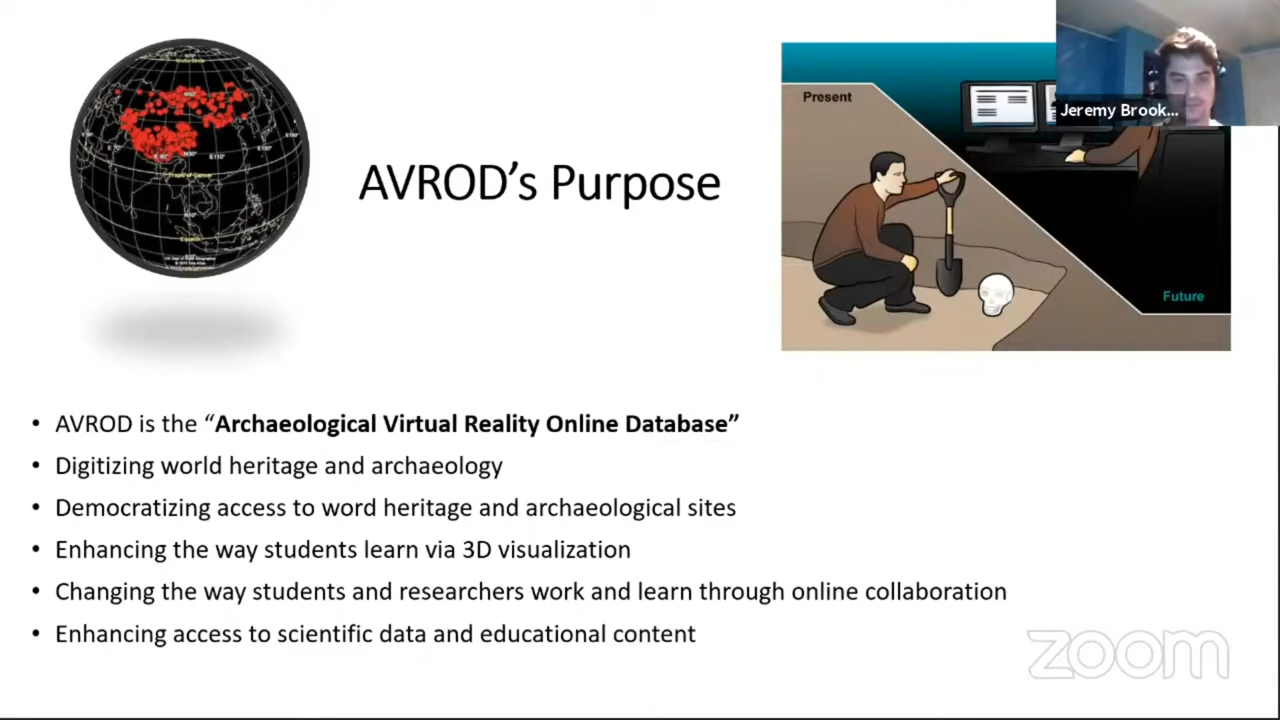 AVROD's Purpose
Present
Future
Jeremy Brook...
• AVROD is the “Archaeological Virtual Reality Online Database”
• Digitizing world heritage and archaeology
• Democratizing access to word heritage and archaeological sites
• Enhancing the way students learn via 3D visualization
• Changing the way students and researchers work and learn through online collaboration
• Enhancing access to scientific data and educational content
zoom